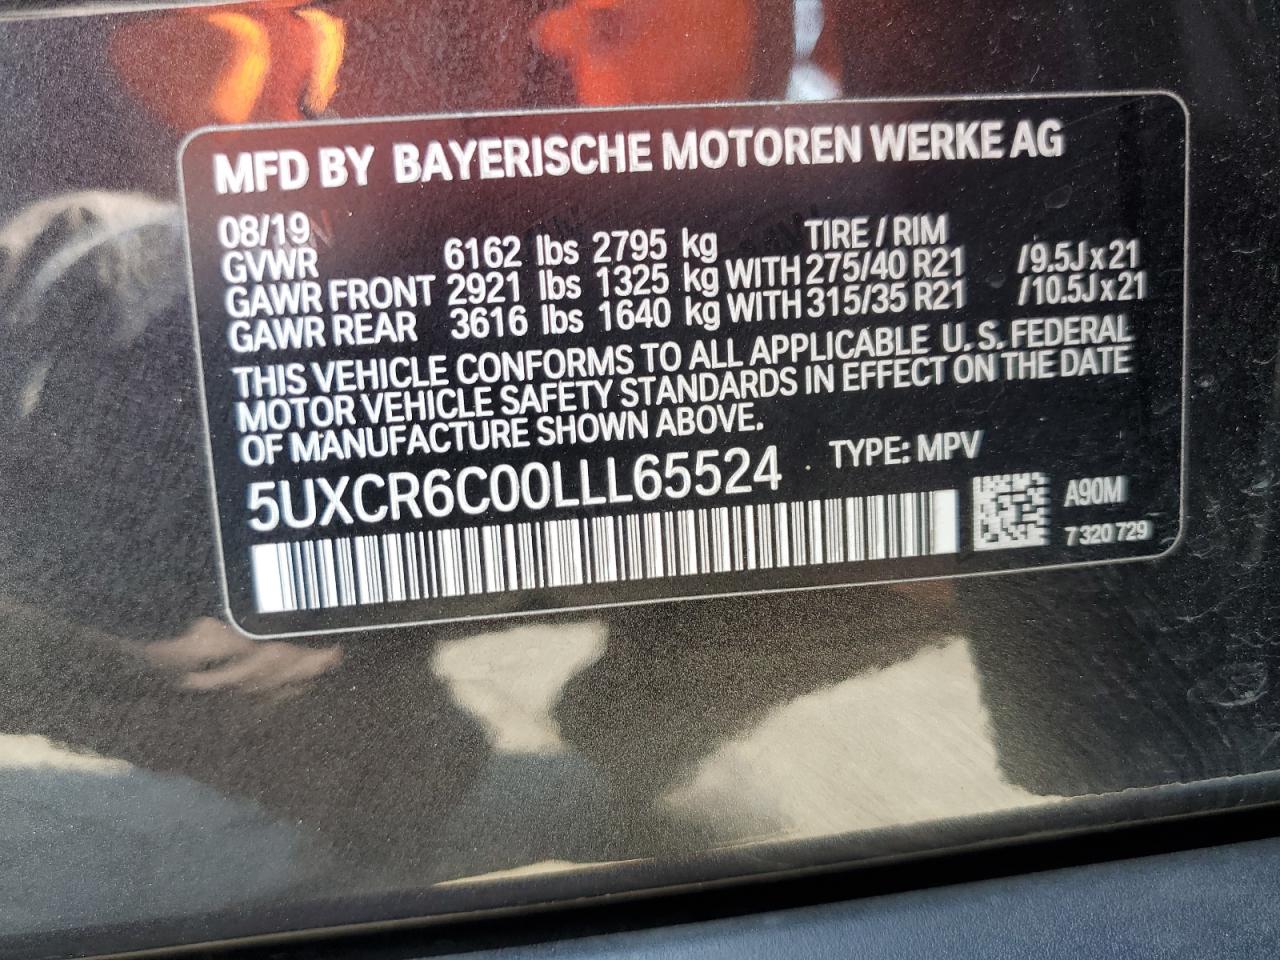 MFD BY BAYERISCHE MOTOREN WERKE AG
08/19 TIRE / RIM
GVWR 6162 lbs 2795 kg
GAWR FRONT 2921 lbs 1325 kg WITH 275/40 R21 /9.5J x 21
GAWR REAR 3616 lbs 1640 kg WITH 315/35 R21 /10.5J x 21
THIS VEHICLE CONFORMS TO ALL APPLICABLE U.S. FEDERAL
MOTOR VEHICLE SAFETY STANDARDS IN EFFECT ON THE DATE
OF MANUFACTURE SHOWN ABOVE.
5UXCR6C00LLL65524 TYPE: MPV
A90M
7 320 729